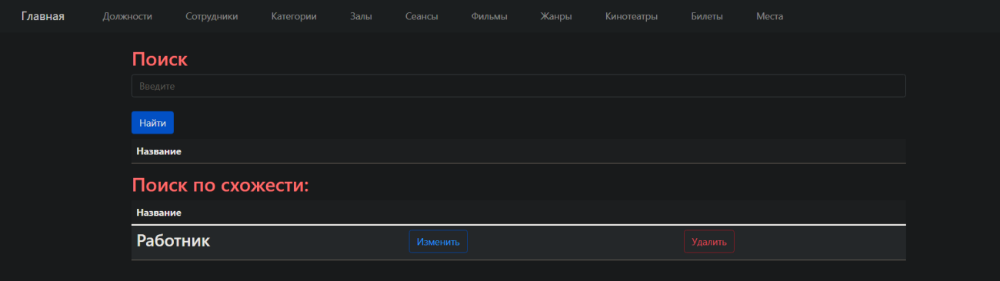 Главная Должности Сотрудники Категории Залы Сеансы Фильмы Жанры Кинотеатры Билеты Места
Поиск
Введите
Найти
Название
Поиск по схожести:
Название
Работник Изменить Удалить